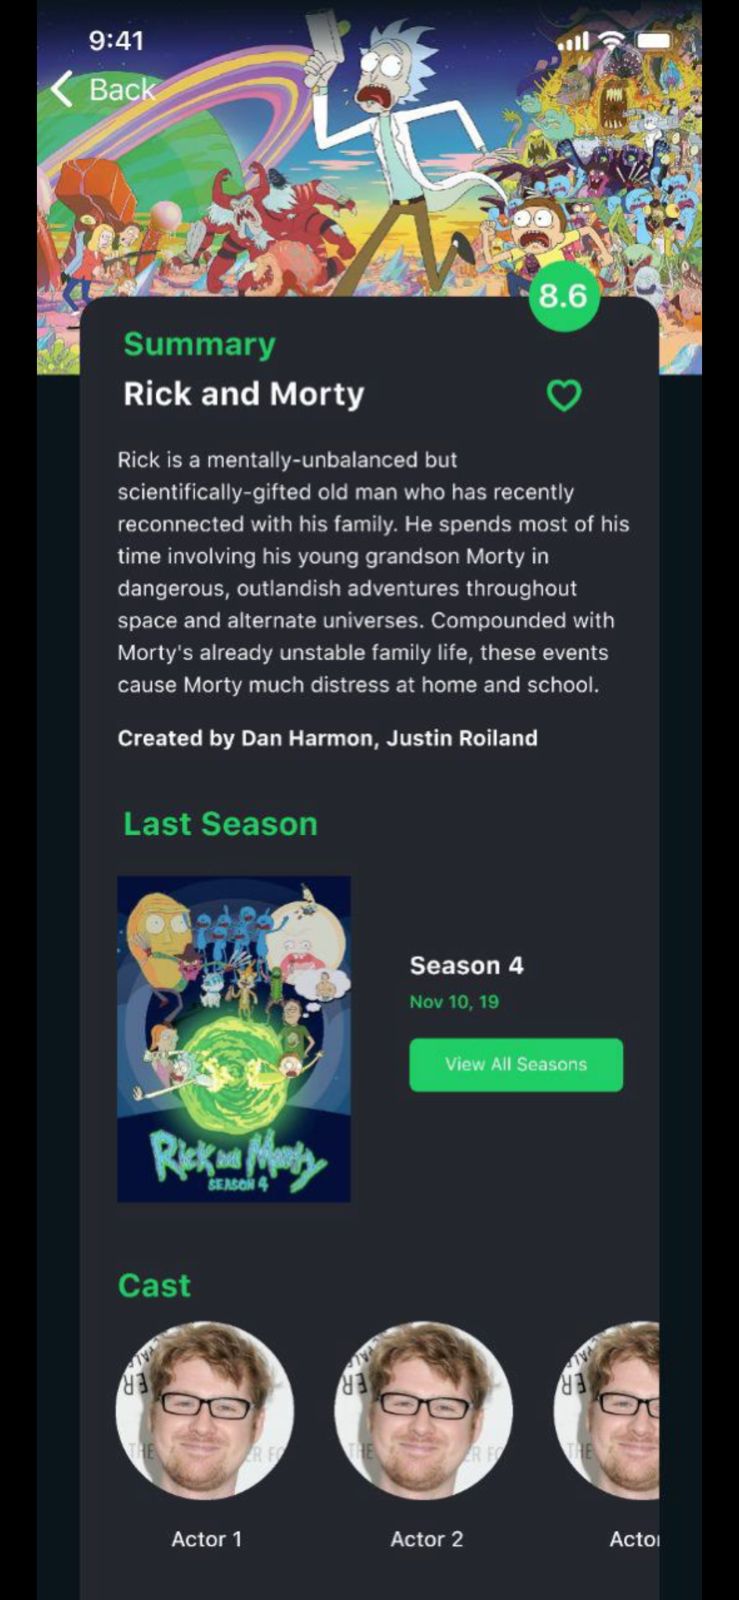 9:41
Back
8.6
Summary
Rick and Morty
Rick is a mentally-unbalanced but
scientifically-gifted old man who has recently
reconnected with his family. He spends most of his
time involving his young grandson Morty in
dangerous, outlandish adventures throughout
space and alternate universes. Compounded with
Morty's already unstable family life, these events
cause Morty much distress at home and school.
Created by Dan Harmon, Justin Roiland
Last Season
Season 4
Nov 10, 19
View All Seasons
Rick and Morty
SEASON 4
Cast
Actor 1
Actor 2
Actor